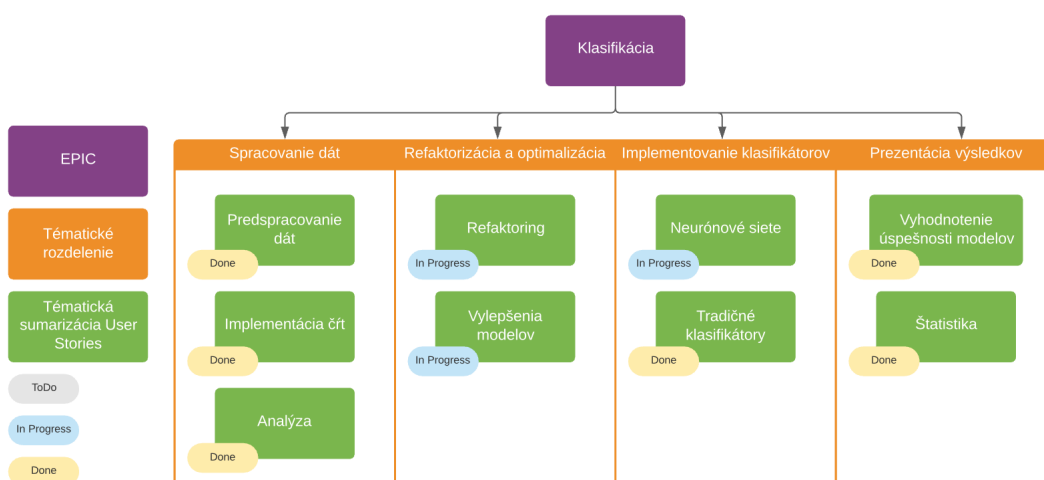 Klasifikácia
EPIC
Tématické
rozdelenie
Tématická
sumarizácia User
Stories
ToDo
In Progress
Done
Spracovanie dát
Predspracovanie
dát
Done
Implementácia čŕt
Done
Analýza
Done
Refaktorizácia a optimalizácia
Refaktoring
In Progress
Vylepšenia
modelov
In Progress
Implementovanie klasifikátorov
Neurónové siete
In Progress
Tradičné
klasifikátory
Done
Prezentácia výsledkov
Vyhodnotenie
úspešnosti modelov
Done
Štatistika
Done